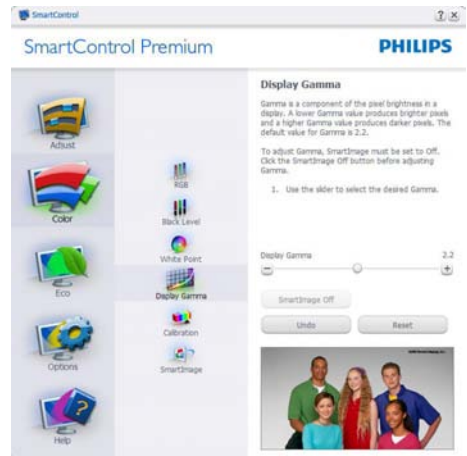 SmartControl
SmartControl Premium
PHILIPS
Adjust
Color
Eco
Options
Help
RGB
Black Level
White Point
Display Gamma
Calibration
SmartImage
Display Gamma
Gamma is a component of the pixel brightness in a
display. A lower Gamma value produces brighter pixels
and a higher Gamma value produces darker pixels. The
default value for Gamma is 2.2.
To adjust Gamma, SmartImage must be set to Off.
Click the SmartImage Off button before adjusting
Gamma.
1. Use the slider to select the desired Gamma.
Display Gamma 2.2
SmartImage Off
Undo Reset